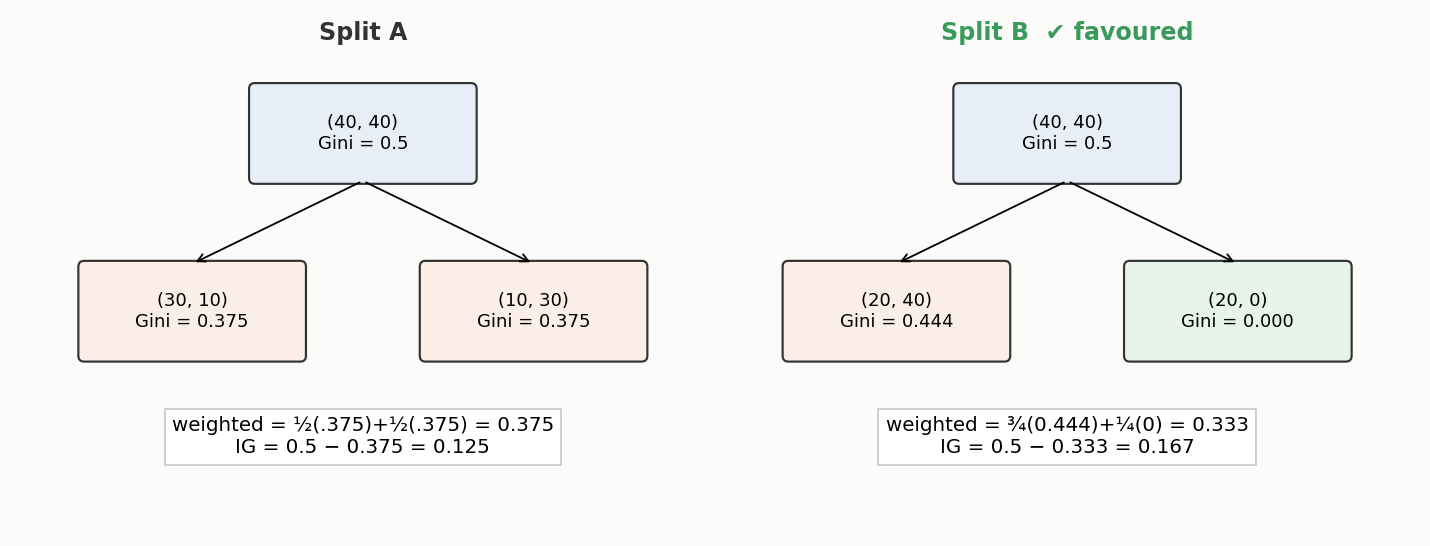 Split A
(40, 40)
Gini = 0.5
(30, 10)
Gini = 0.375
(10, 30)
Gini = 0.375
weighted = ½(.375)+½(.375) = 0.375
IG = 0.5 − 0.375 = 0.125
Split B ✔ favoured
(40, 40)
Gini = 0.5
(20, 40)
Gini = 0.444
(20, 0)
Gini = 0.000
weighted = ¾(0.444)+¼(0) = 0.333
IG = 0.5 − 0.333 = 0.167